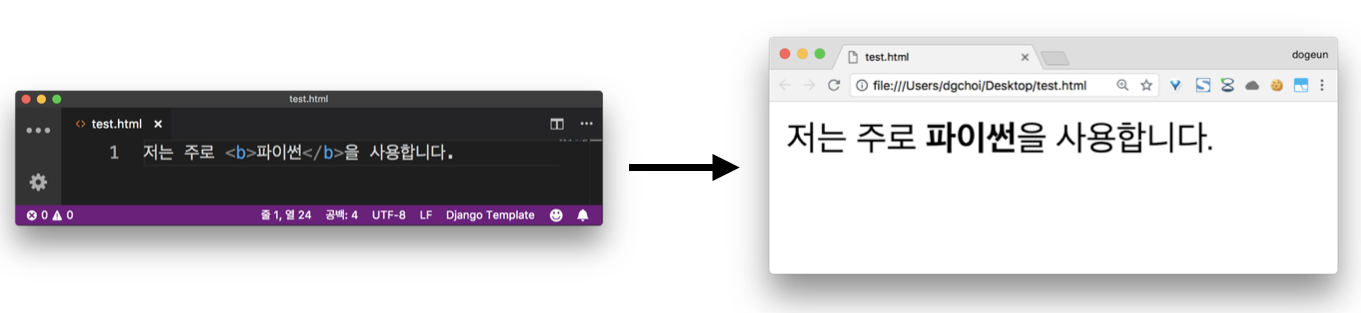 test.html
test.html
1 저는 주로 <b>파이썬</b>을 사용합니다.
0 0 줄 1, 열 24 공백: 4 UTF-8 LF Django Template
test.html dogeun
file:///Users/dgchoi/Desktop/test.html
저는 주로 파이썬을 사용합니다.